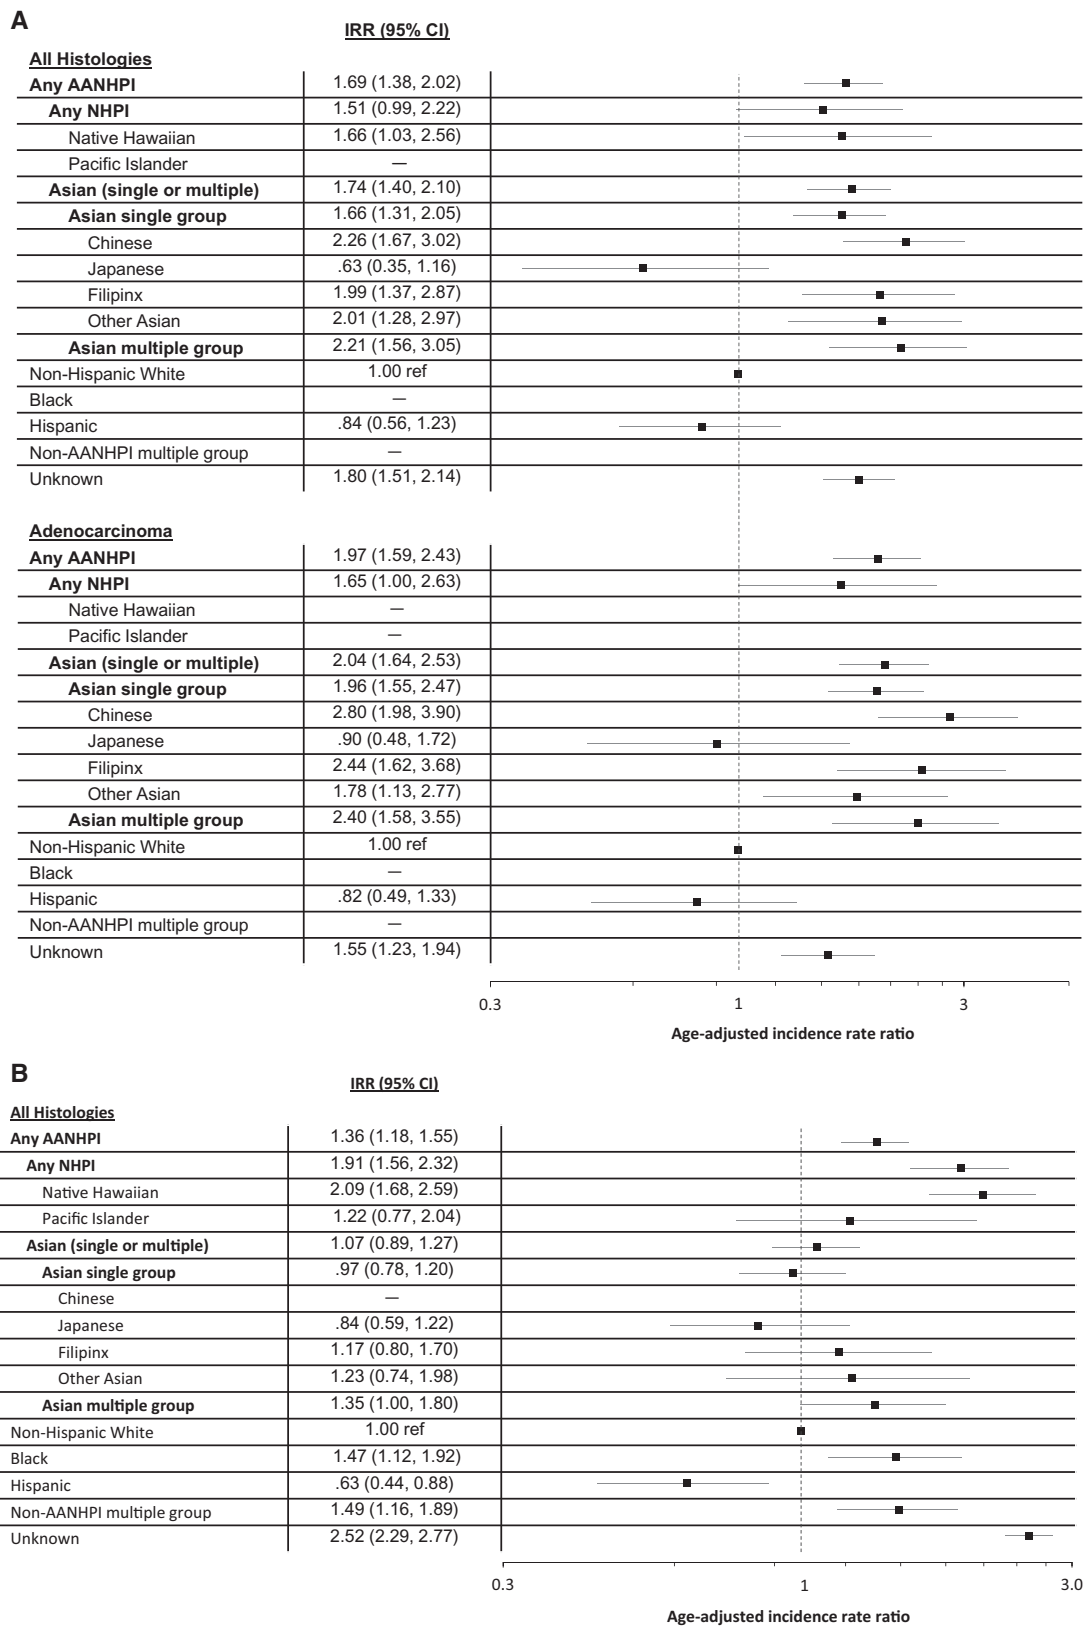 A
IRR (95% CI)
All Histologies
Any AANHPI 1.69 (1.38, 2.02)
Any NHPI 1.51 (0.99, 2.22)
Native Hawaiian 1.66 (1.03, 2.56)
Pacific Islander —
Asian (single or multiple) 1.74 (1.40, 2.10)
Asian single group 1.66 (1.31, 2.05)
Chinese 2.26 (1.67, 3.02)
Japanese .63 (0.35, 1.16)
Filipinx 1.99 (1.37, 2.87)
Other Asian 2.01 (1.28, 2.97)
Asian multiple group 2.21 (1.56, 3.05)
Non-Hispanic White 1.00 ref
Black —
Hispanic .84 (0.56, 1.23)
Non-AANHPI multiple group —
Unknown 1.80 (1.51, 2.14)
Adenocarcinoma
Any AANHPI 1.97 (1.59, 2.43)
Any NHPI 1.65 (1.00, 2.63)
Native Hawaiian —
Pacific Islander —
Asian (single or multiple) 2.04 (1.64, 2.53)
Asian single group 1.96 (1.55, 2.47)
Chinese 2.80 (1.98, 3.90)
Japanese .90 (0.48, 1.72)
Filipinx 2.44 (1.62, 3.68)
Other Asian 1.78 (1.13, 2.77)
Asian multiple group 2.40 (1.58, 3.55)
Non-Hispanic White 1.00 ref
Black —
Hispanic .82 (0.49, 1.33)
Non-AANHPI multiple group —
Unknown 1.55 (1.23, 1.94)
0.3 1 3
Age-adjusted incidence rate ratio
B
IRR (95% CI)
All Histologies
Any AANHPI 1.36 (1.18, 1.55)
Any NHPI 1.91 (1.56, 2.32)
Native Hawaiian 2.09 (1.68, 2.59)
Pacific Islander 1.22 (0.77, 2.04)
Asian (single or multiple) 1.07 (0.89, 1.27)
Asian single group .97 (0.78, 1.20)
Chinese —
Japanese .84 (0.59, 1.22)
Filipinx 1.17 (0.80, 1.70)
Other Asian 1.23 (0.74, 1.98)
Asian multiple group 1.35 (1.00, 1.80)
Non-Hispanic White 1.00 ref
Black 1.47 (1.12, 1.92)
Hispanic .63 (0.44, 0.88)
Non-AANHPI multiple group 1.49 (1.16, 1.89)
Unknown 2.52 (2.29, 2.77)
0.3 1 3.0
Age-adjusted incidence rate ratio